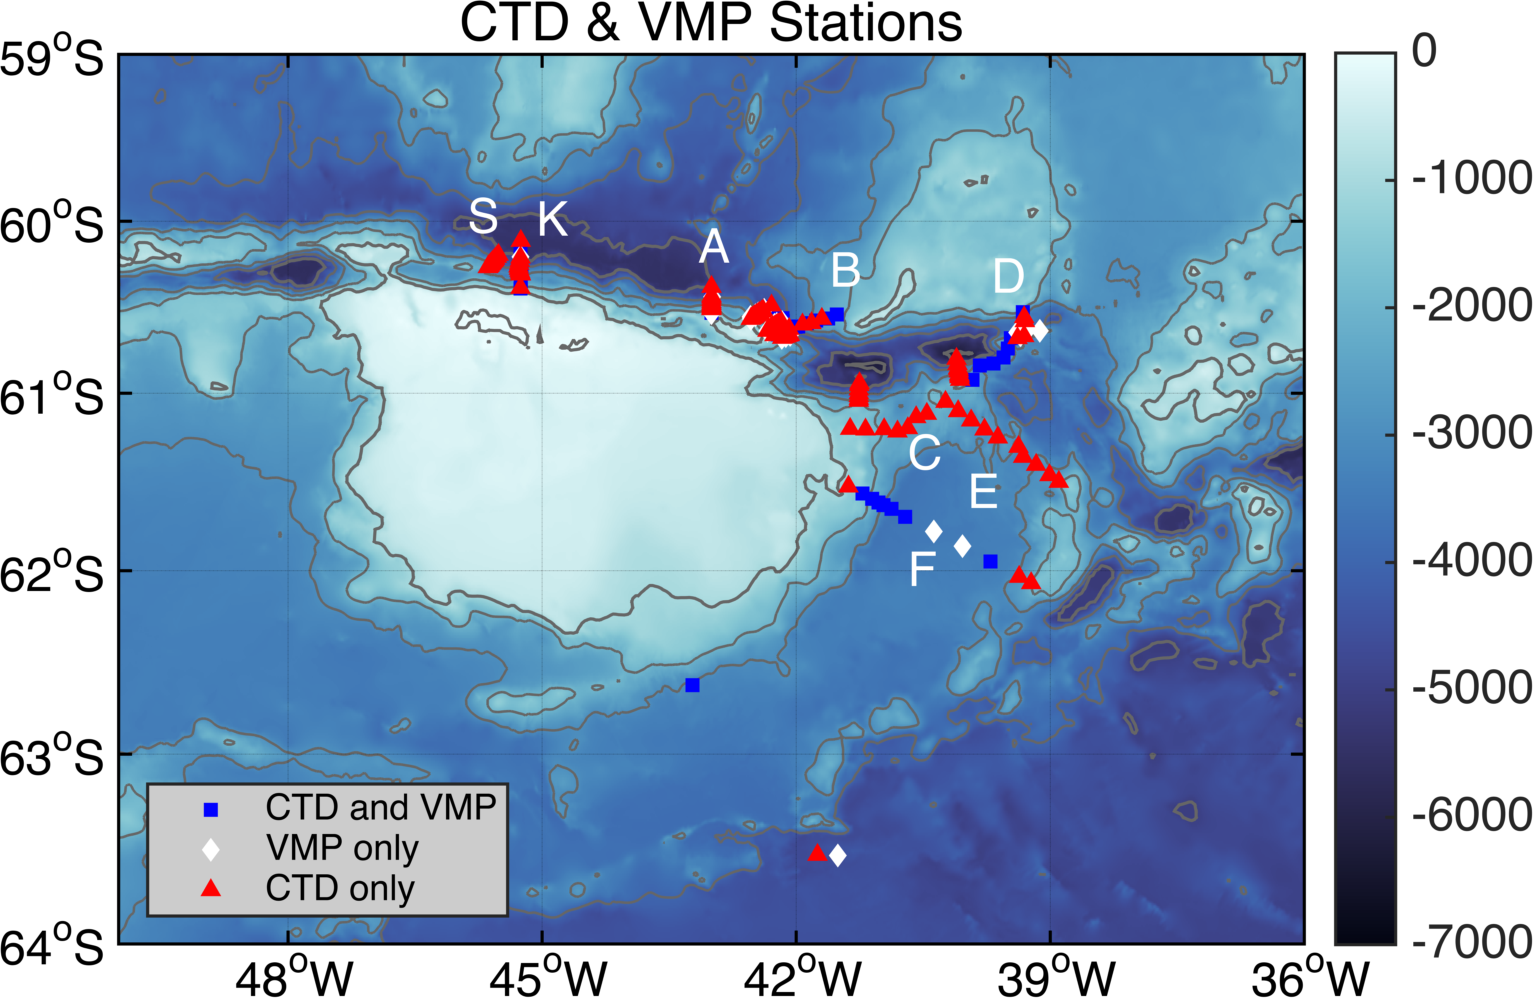 CTD & VMP Stations
59°S
60°S
61°S
62°S
63°S
64°S
S
K
A
B
D
C
E
F
CTD and VMP
VMP only
CTD only
48°W
45°W
42°W
39°W
36°W
0
-1000
-2000
-3000
-4000
-5000
-6000
-7000